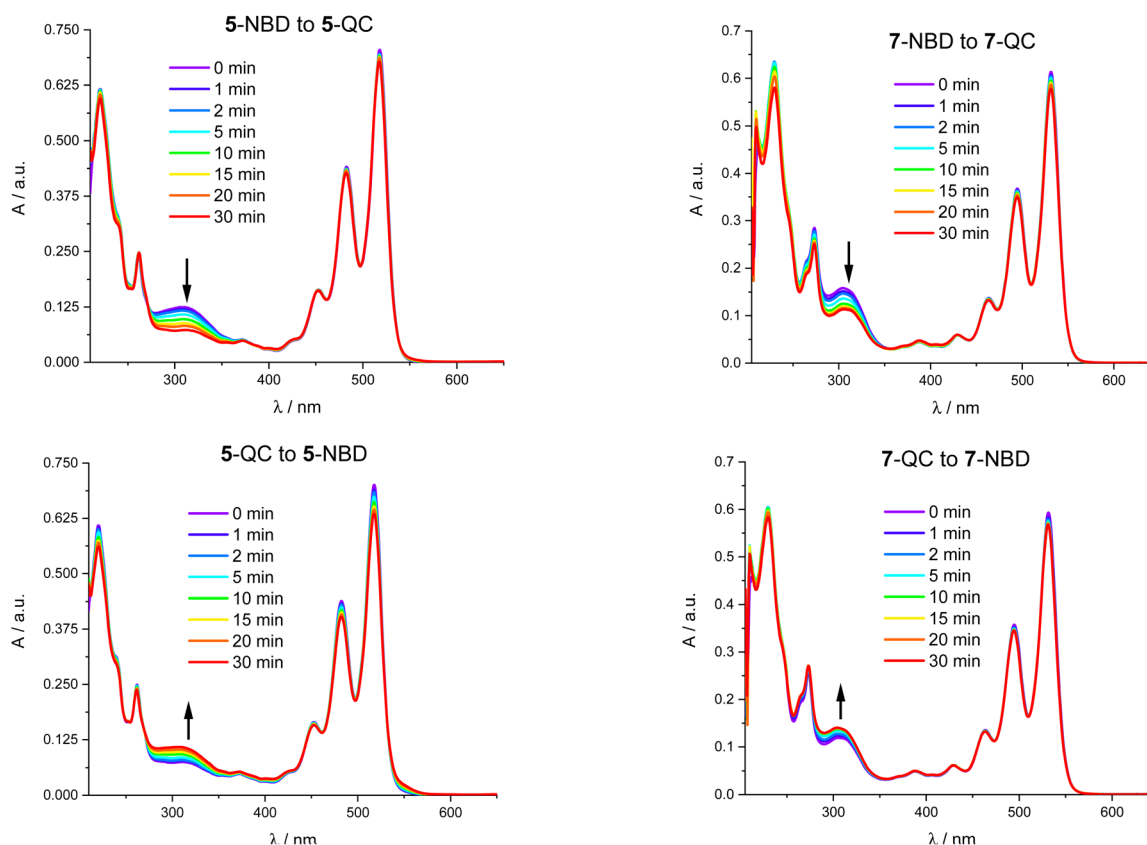 5-NBD to 5-QC
0.750
0.625
0.500
0.375
0.250
0.125
0.000
A / a.u.
0 min
1 min
2 min
5 min
10 min
15 min
20 min
30 min
300
400
500
600
λ / nm
7-NBD to 7-QC
0.7
0.6
0.5
0.4
0.3
0.2
0.1
0.0
A / a.u.
0 min
1 min
2 min
5 min
10 min
15 min
20 min
30 min
300
400
500
600
λ / nm
5-QC to 5-NBD
0.750
0.625
0.500
0.375
0.250
0.125
0.000
A / a.u.
0 min
1 min
2 min
5 min
10 min
15 min
20 min
30 min
300
400
500
600
λ / nm
7-QC to 7-NBD
0.7
0.6
0.5
0.4
0.3
0.2
0.1
0.0
A / a.u.
0 min
1 min
2 min
5 min
10 min
15 min
20 min
30 min
300
400
500
600
λ / nm